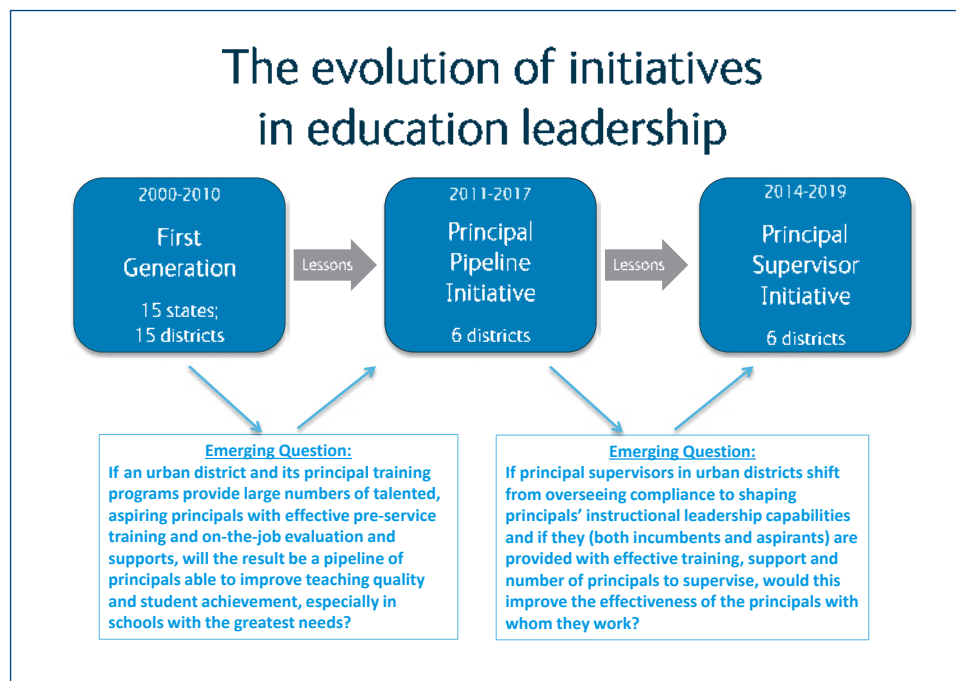 The evolution of initiatives
in education leadership
2000-2010
First
Generation
15 states;
15 districts
Lessons
2011-2017
Principal
Pipeline
Initiative
6 districts
Lessons
2014-2019
Principal
Supervisor
Initiative
6 districts
Emerging Question:
If an urban district and its principal training
programs provide large numbers of talented,
aspiring principals with effective pre-service
training and on-the-job evaluation and
supports, will the result be a pipeline of
principals able to improve teaching quality
and student achievement, especially in
schools with the greatest needs?
Emerging Question:
If principal supervisors in urban districts shift
from overseeing compliance to shaping
principals’ instructional leadership capabilities
and if they (both incumbents and aspirants) are
provided with effective training, support and
number of principals to supervise, would this
improve the effectiveness of the principals with
whom they work?